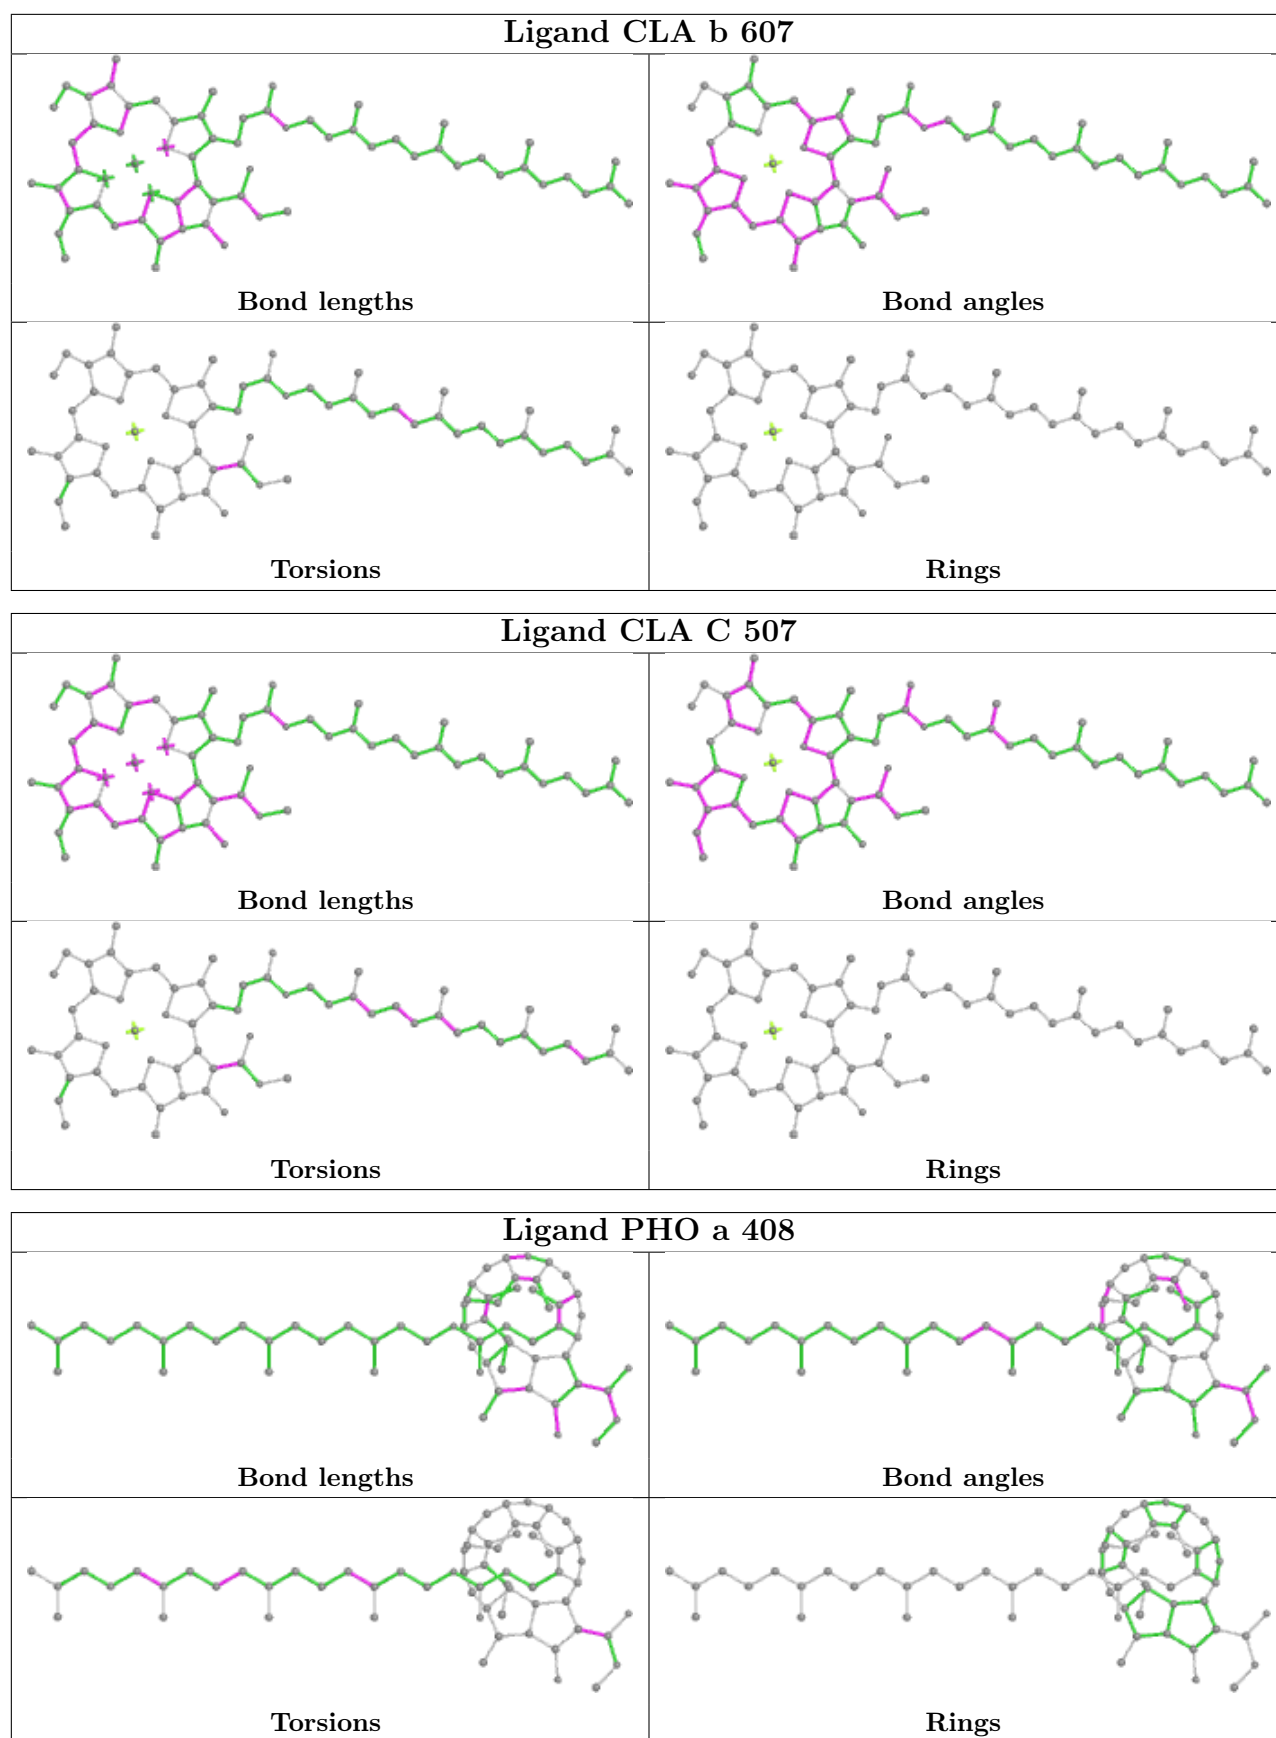 Ligand CLA b 607
Bond lengths
Bond angles
Torsions
Rings
Ligand CLA C 507
Bond lengths
Bond angles
Torsions
Rings
Ligand PHO a 408
Bond lengths
Bond angles
Torsions
Rings